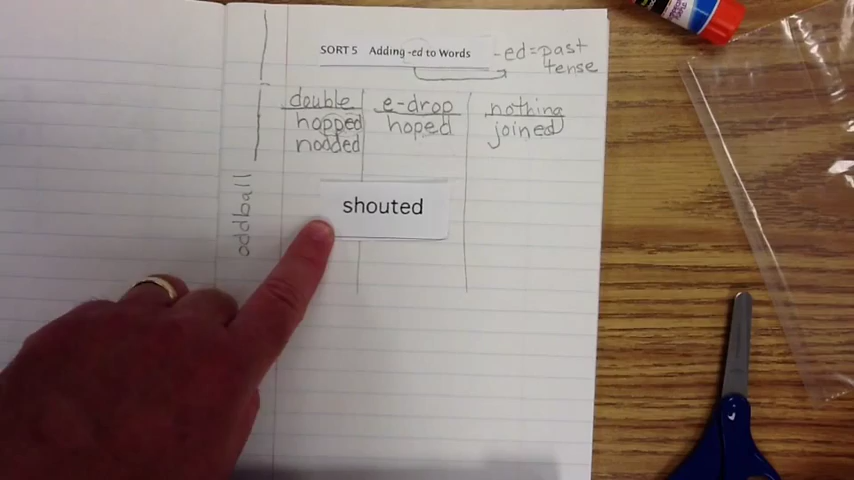 SORT 5 Adding -ed to Words
-ed=past
tense
double e-drop nothing
hopped hoped joined
nodded
oddball
shouted